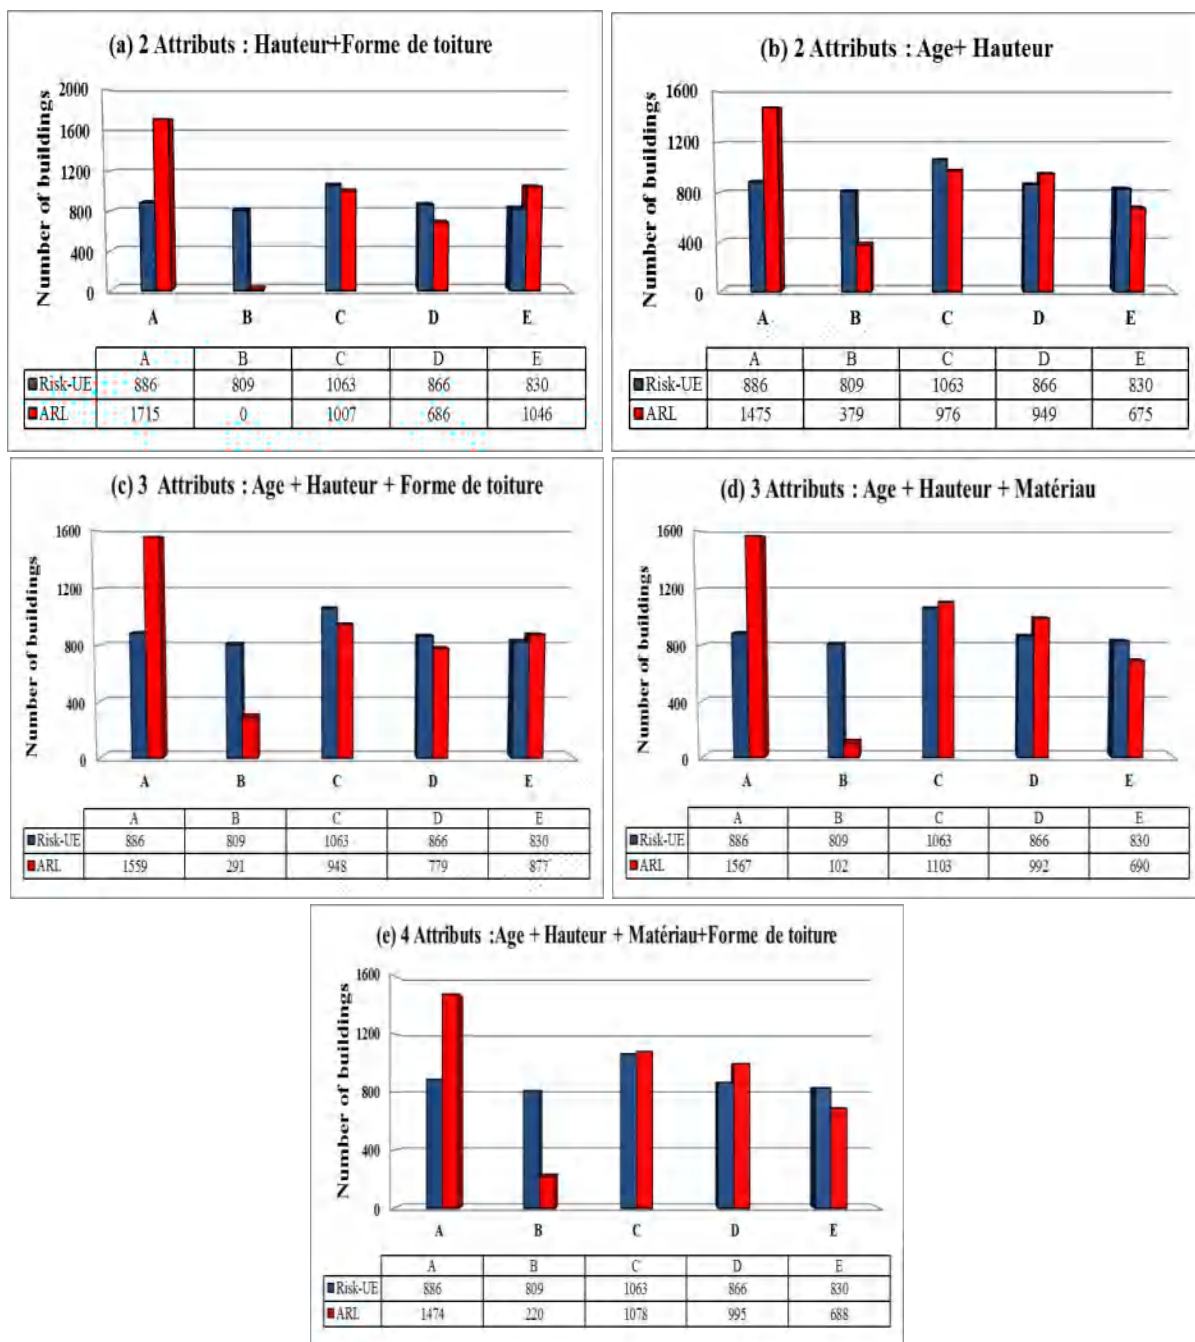 (a) 2 Attributs : Hauteur+Forme de toiture
Number of buildings
2000
1600
1200
800
400
0
A B C D E
A B C D E
Risk-UE 886 809 1063 866 830
ARL 1715 0 1007 686 1046
(b) 2 Attributs : Age+ Hauteur
Number of buildings
1600
1200
800
400
0
A B C D E
A B C D E
Risk-UE 886 809 1063 866 830
ARL 1475 379 976 949 675
(c) 3 Attributs : Age + Hauteur + Forme de toiture
Number of buildings
1600
1200
800
400
0
A B C D E
A B C D E
Risk-UE 886 809 1063 866 830
ARL 1559 291 948 779 877
(d) 3 Attributs : Age + Hauteur + Matériau
Number of buildings
1600
1200
800
400
0
A B C D E
A B C D E
Risk-UE 886 809 1063 866 830
ARL 1567 102 1103 992 690
(e) 4 Attributs :Age + Hauteur + Matériau+Forme de toiture
Number of buildings
1600
1200
800
400
0
A B C D E
A B C D E
Risk-UE 886 809 1063 866 830
ARL 1474 220 1078 995 688